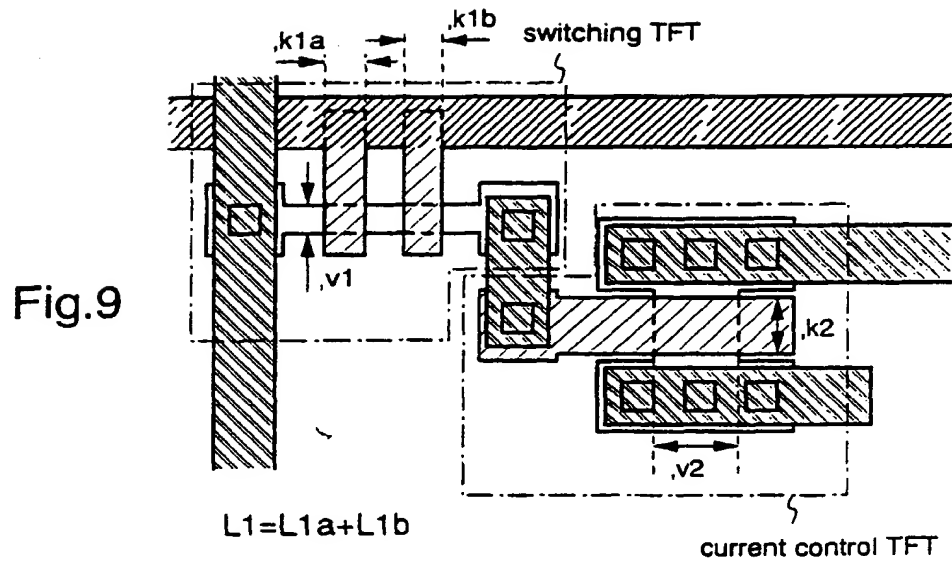 ,k1a
,k1b
switching TFT
,v1
Fig.9
,k2
,v2
L1=L1a+L1b
current control TFT